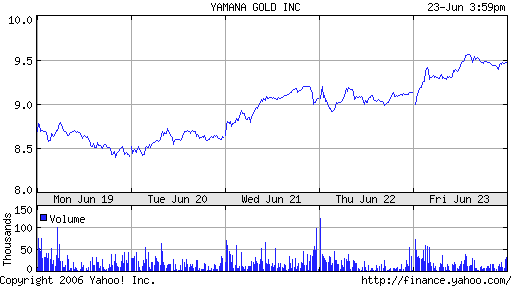 YAMANA GOLD INC 23-Jun 3:59pm
10.0
9.5
9.0
8.5
8.0
Mon Jun 19 Tue Jun 20 Wed Jun 21 Thu Jun 22 Fri Jun 23
150
100
50
0
Thousands
Volume
Copyright 2006 Yahoo! Inc. http://finance.yahoo.com/